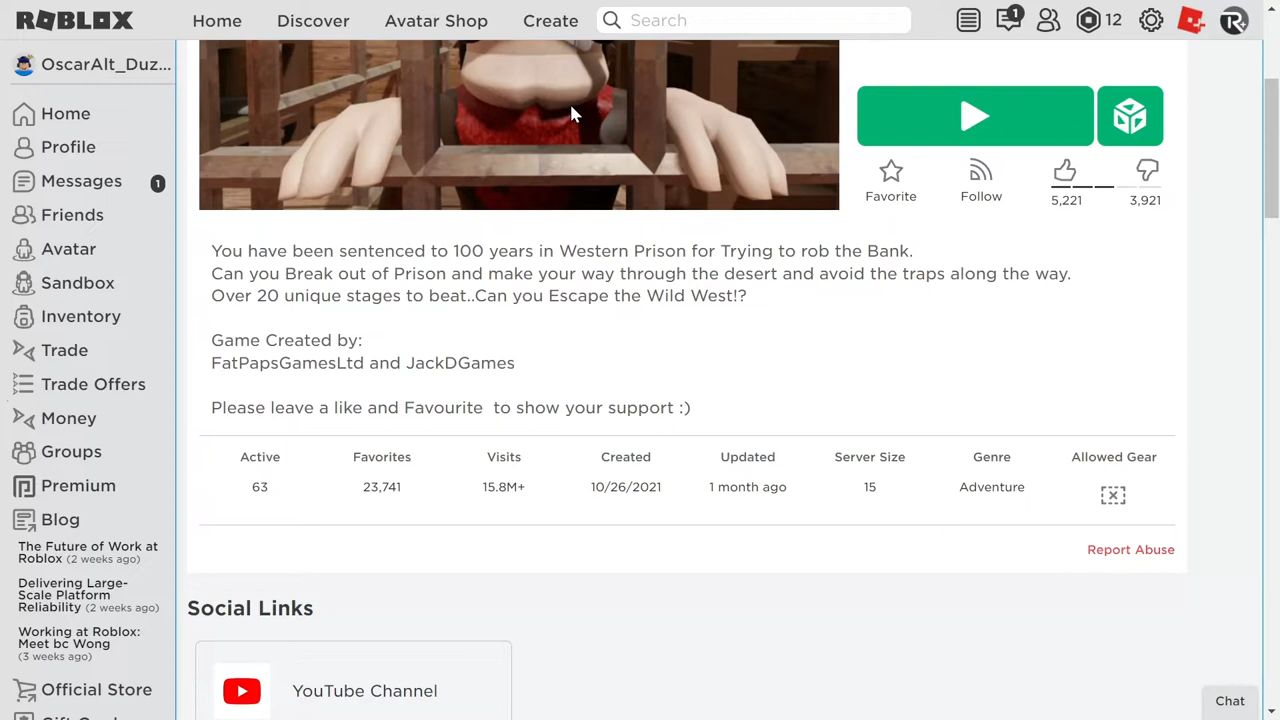 ROBLOX
Home
Discover
Avatar Shop
Create
Search
1
12
OscarAlt_Duz...
Home
Profile
Messages
1
Friends
Avatar
Sandbox
Inventory
Trade
Trade Offers
Money
Groups
Premium
Blog
The Future of Work at
Roblox (2 weeks ago)
Delivering Large-
Scale Platform
Reliability (2 weeks ago)
Working at Roblox:
Meet bc Wong
(3 weeks ago)
Official Store
Favorite
Follow
5,221
3,921
You have been sentenced to 100 years in Western Prison for Trying to rob the Bank.
Can you Break out of Prison and make your way through the desert and avoid the traps along the way.
Over 20 unique stages to beat..Can you Escape the Wild West!?
Game Created by:
FatPapsGamesLtd and JackDGames
Please leave a like and Favourite  to show your support :)
Active
Favorites
Visits
Created
Updated
Server Size
Genre
Allowed Gear
63
23,741
15.8M+
10/26/2021
1 month ago
15
Adventure
Report Abuse
Social Links
YouTube Channel
Chat